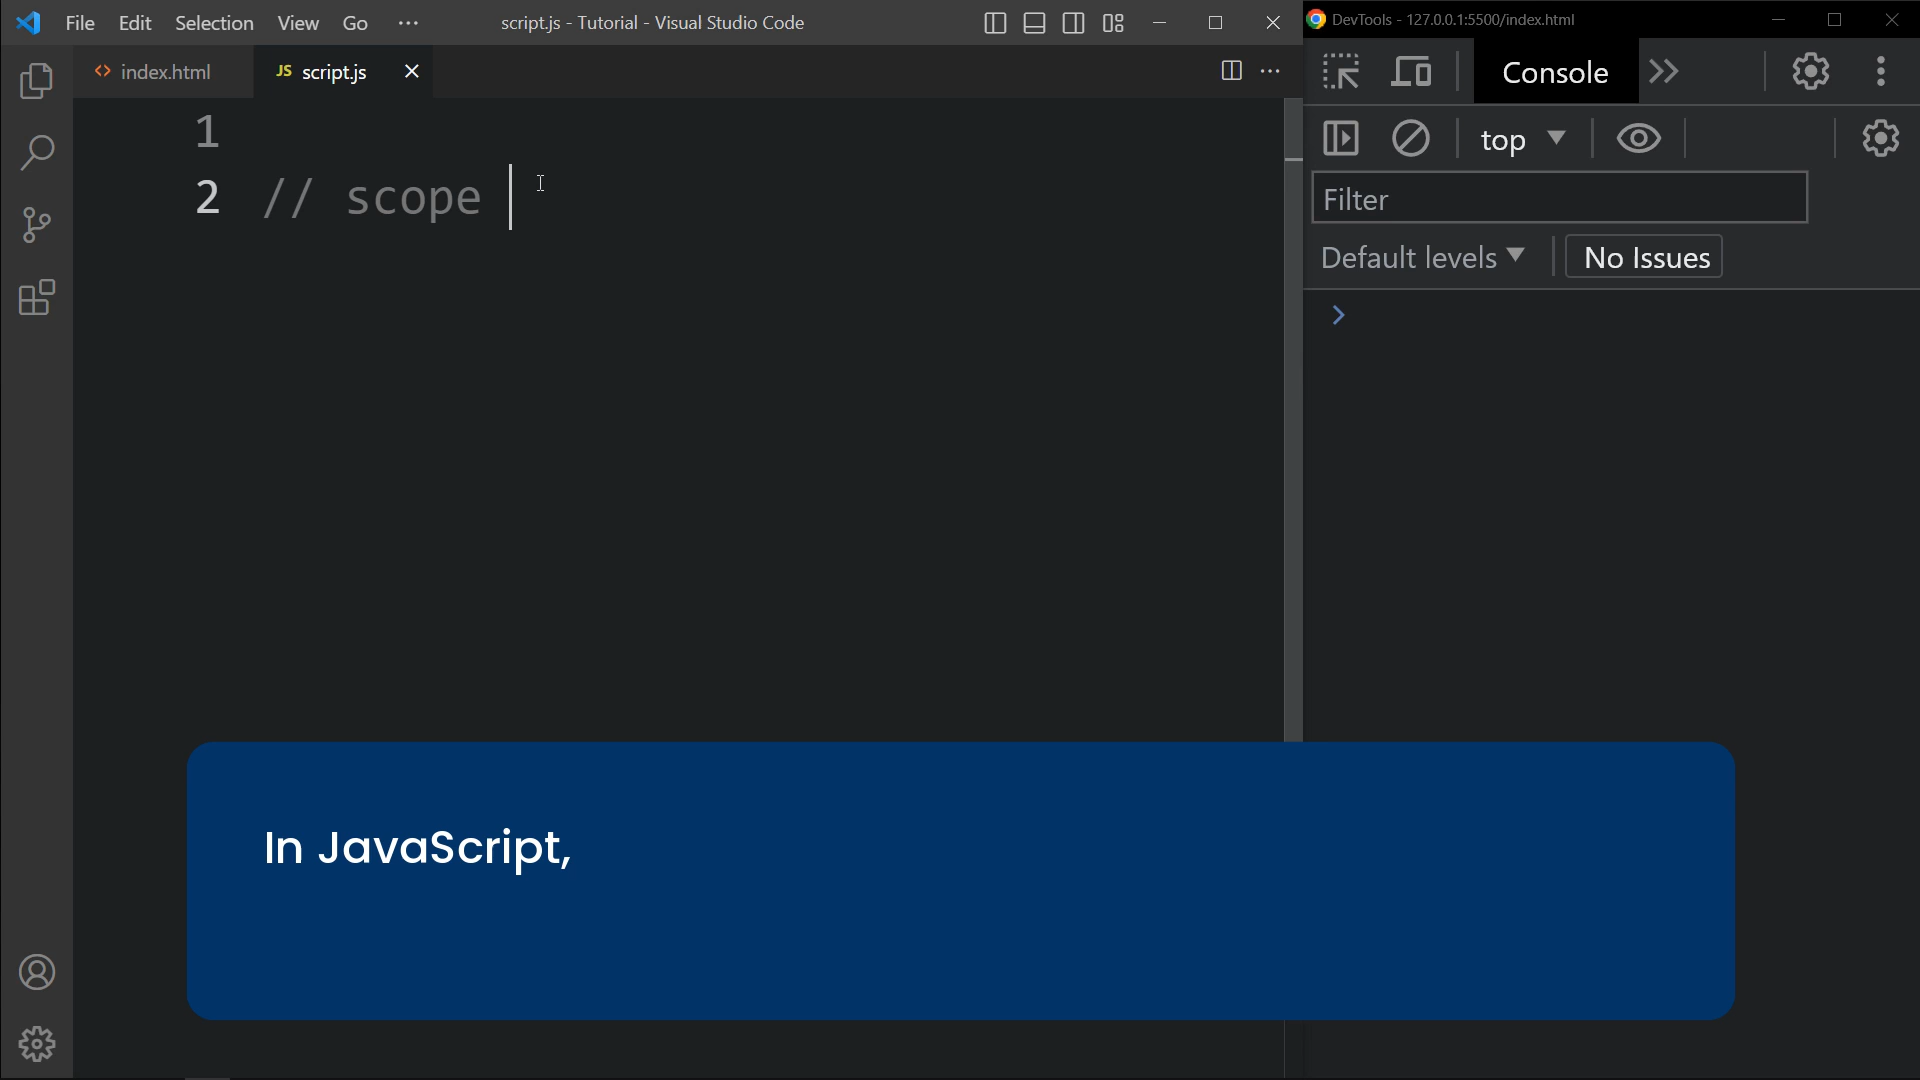 File Edit Selection View Go ··· script.js - Tutorial - Visual Studio Code
DevTools - 127.0.0.1:5500/index.html
<> index.html JS script.js
Console
1
top
2 // scope
Filter
Default levels No Issues
In JavaScript,